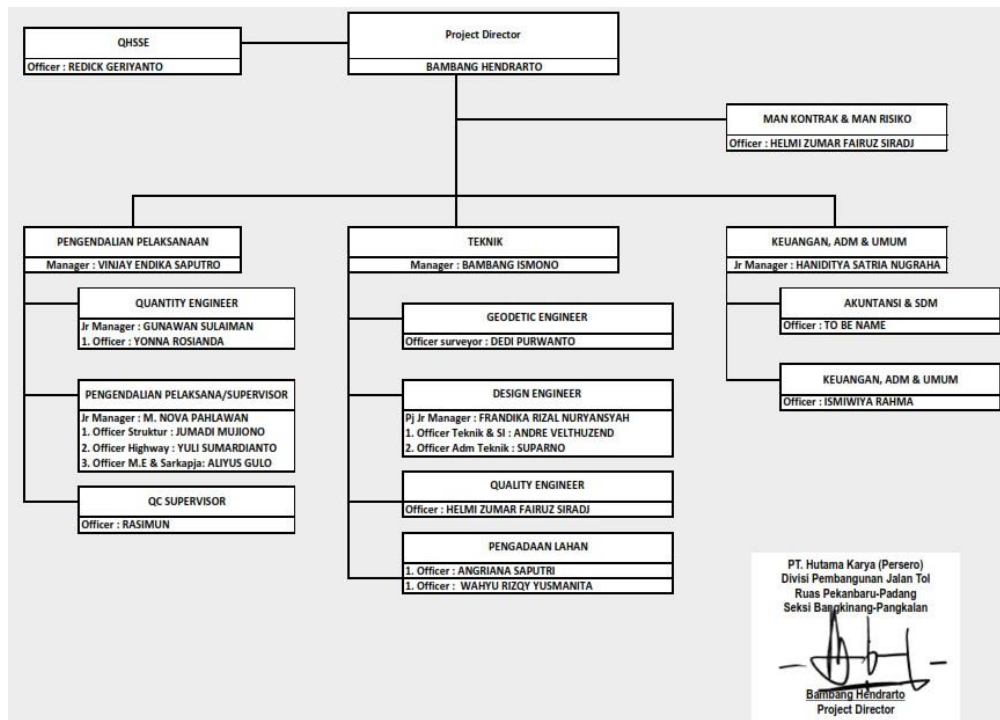 QHSSE
Officer : REDICK GERIYANTO
Project Director
BAMBANG HENDRARTO
MAN KONTRAK & MAN RISIKO
Officer : HELMI ZUMAR FAIRUZ SIRADJ
PENGENDALIAN PELAKSANAAN
Manager : VINJAY ENDIKA SAPUTRO
QUANTITY ENGINEER
Jr Manager : GUNAWAN SULAIMAN
1. Officer : YONNA ROSIANDA
PENGENDALIAN PELAKSANA/SUPERVISOR
Jr Manager : M. NOVA PAHLAWAN
1. Officer Struktur : JUMADI MUJIONO
2. Officer Highway : YULI SUMARDIANTO
3. Officer M.E & Sarkapja: ALIYUS GULO
QC SUPERVISOR
Officer : RASIMUN
TEKNIK
Manager : BAMBANG ISMONO
GEODETIC ENGINEER
Officer surveyor : DEDI PURWANTO
DESIGN ENGINEER
Pj Jr Manager : FRANDIKA RIZAL NURYANSYAH
1. Officer Teknik & SI : ANDRE VELTHUZEND
2. Officer Adm Teknik : SUPARNO
QUALITY ENGINEER
Officer : HELMI ZUMAR FAIRUZ SIRADJ
PENGADAAN LAHAN
1. Officer : ANGRIANA SAPUTRI
1. Officer : WAHYU RIZQY YUSMANITA
KEUANGAN, ADM & UMUM
Jr Manager : HANIDITYA SATRIA NUGRAHA
AKUNTANSI & SDM
Officer : TO BE NAME
KEUANGAN, ADM & UMUM
Officer : ISMIWIYA RAHMA
PT. Hutama Karya (Persero)
Divisi Pembangunan Jalan Tol
Ruas Pekanbaru-Padang
Seksi Bangkinang-Pangkalan
Bambang Hendrarto
Project Director